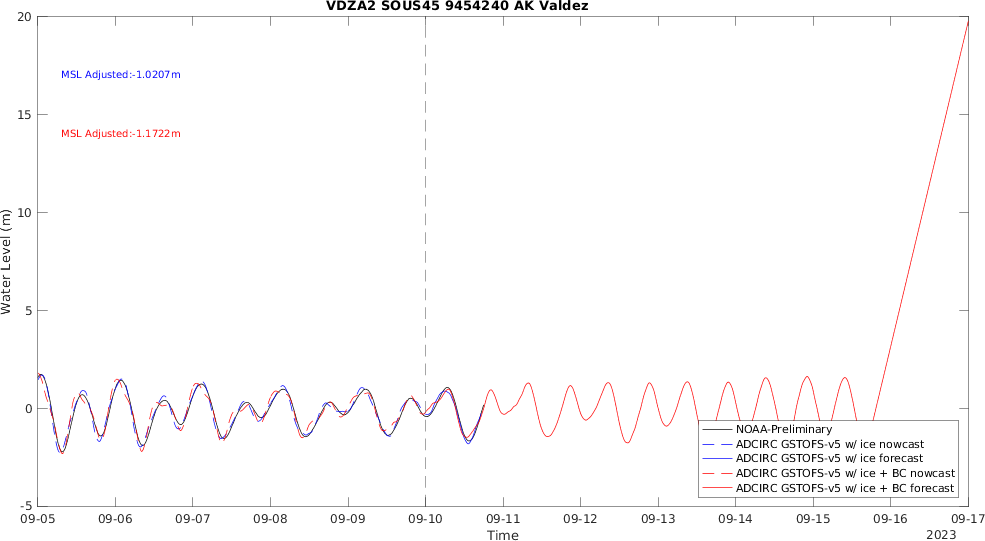 VDZA2 SOUS45 9454240 AK Valdez
20
MSL Adjusted:-1.0207m
15
MSL Adjusted:-1.1722m
10
Water Level (m)
5
0
NOAA-Preliminary
ADCIRC GSTOFS-v5 w/ ice nowcast
ADCIRC GSTOFS-v5 w/ ice forecast
ADCIRC GSTOFS-v5 w/ ice + BC nowcast
ADCIRC GSTOFS-v5 w/ ice + BC forecast
-5
09-05 09-06 09-07 09-08 09-09 09-10 09-11 09-12 09-13 09-14 09-15 09-16 09-17
Time
2023